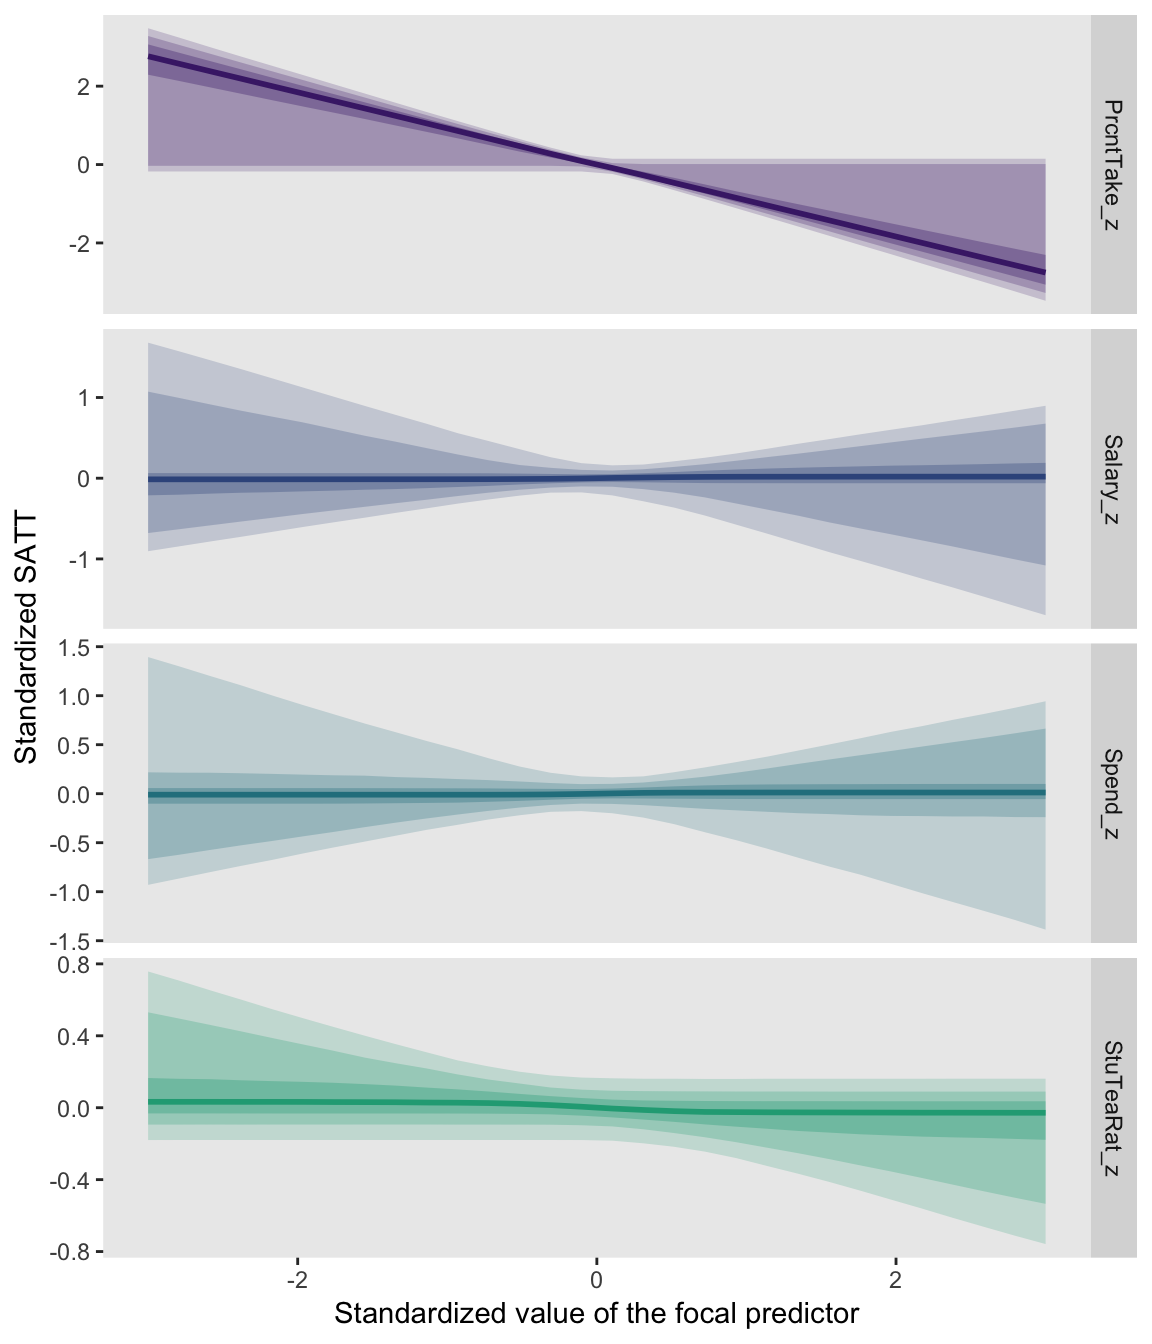 2
0
-2
PrcntTake_z
1
0
-1
Salary_z
Standardized SATT
1.5
1.0
0.5
0.0
-0.5
-1.0
-1.5
Spend_z
0.8
0.4
0.0
-0.4
-0.8
StuTeaRat_z
-2 0 2
Standardized value of the focal predictor